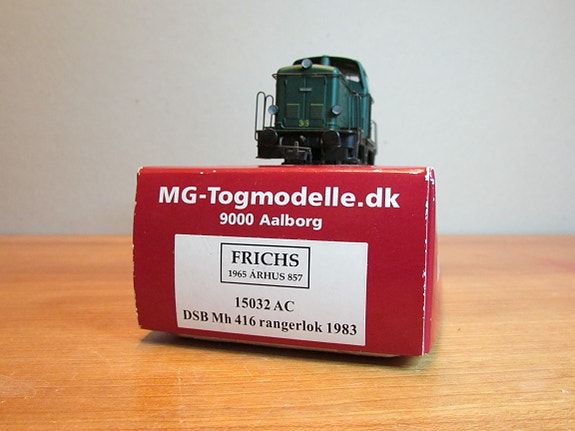 MG-Togmodelle.dk
9000 Aalborg
FRICHS
1965 ÅRHUS 857
15032 AC
DSB Mh 416 rangerlok 1983